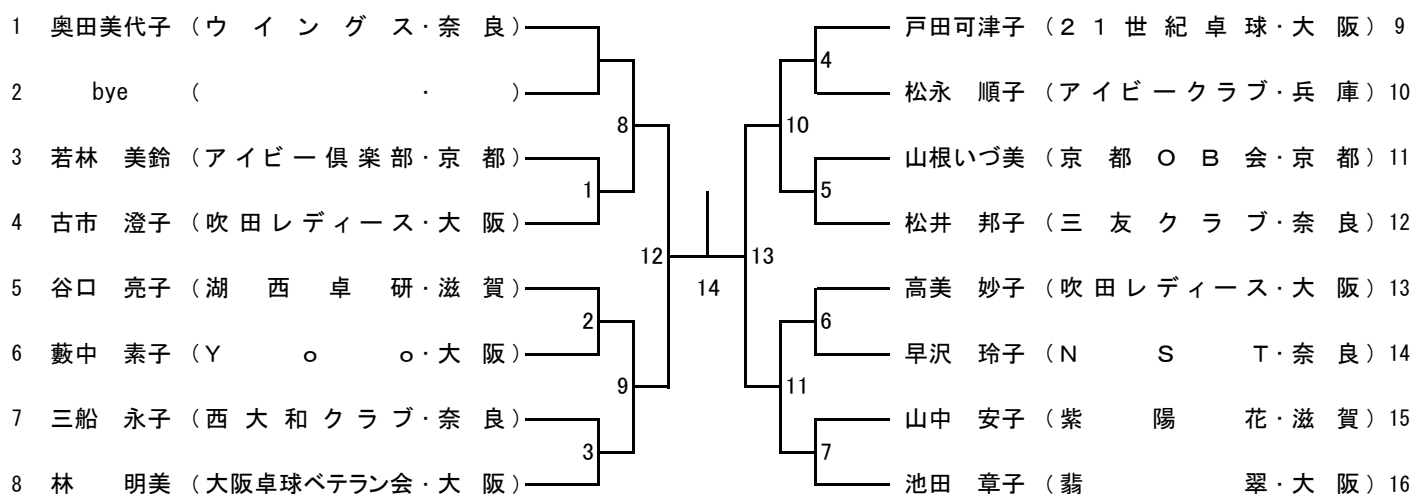 1 奥田美代子 (ウイングス・奈良)
2 bye ( ・ )
3 若林 美鈴 (アイビー倶楽部・京都)
4 古市 澄子 (吹田レディース・大阪)
5 谷口 亮子 (湖西卓研・滋賀)
6 藪中 素子 (Yoo・大阪)
7 三船 永子 (西大和クラブ・奈良)
8 林 明美 (大阪卓球ベテラン会・大阪)
8
1
12
2
9
3
14
4
10
5
13
6
11
7
戸田可津子 (21世紀卓球・大阪) 9
松永 順子 (アイビークラブ・兵庫) 10
山根いづ美 (京都OB会・京都) 11
松井 邦子 (三友クラブ・奈良) 12
高美 妙子 (吹田レディース・大阪) 13
早沢 玲子 (NST・奈良) 14
山中 安子 (紫陽花・滋賀) 15
池田 章子 (翡翠・大阪) 16